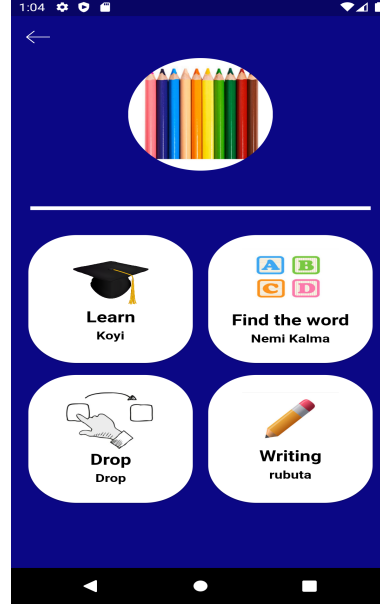 1:04
Learn
Koyi
A B
C D
Find the word
Nemi Kalma
Drop
Drop
Writing
rubuta